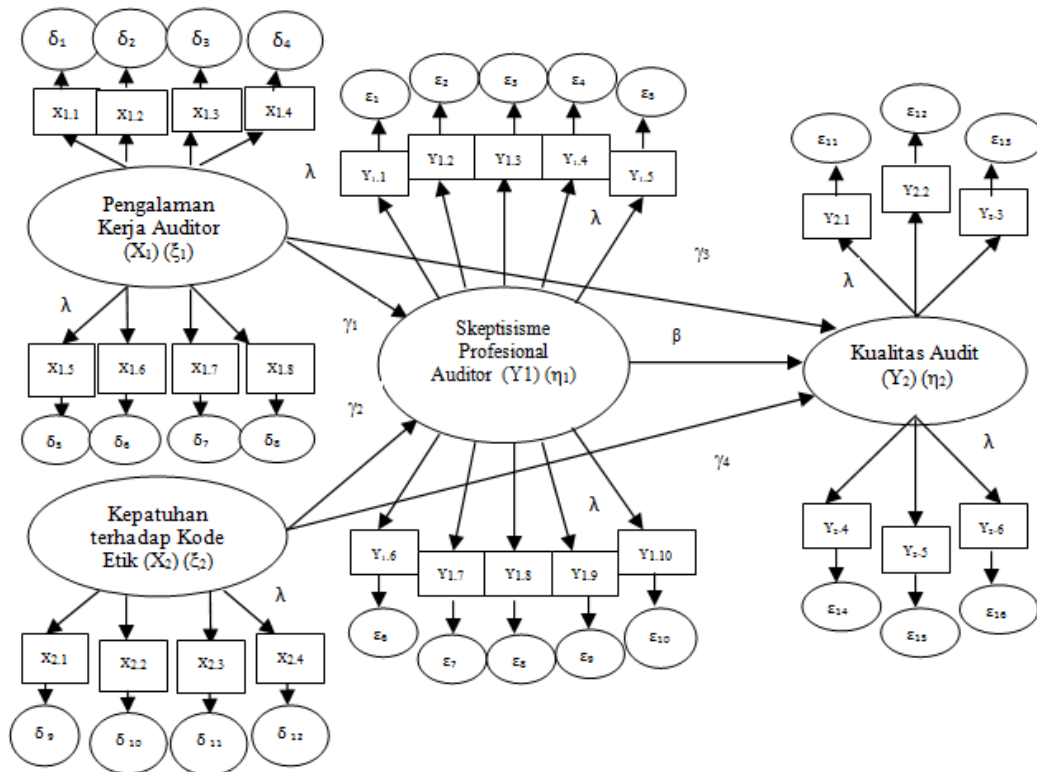 δ1 δ2 δ3 δ4
X1.1 X1.2 X1.3 X1.4
λ
Pengalaman
Kerja Auditor
(X1) (ξ1)
λ
X1.5 X1.6 X1.7 X1.8
δ5 δ6 δ7 δ8
Kepatuhan
terhadap Kode
Etik (X2) (ξ2)
λ
X2.1 X2.2 X2.3 X2.4
δ 9 δ 10 δ 11 δ 12
ε1 ε2 ε3 ε4 ε5
Y1.1 Y1.2 Y1.3 Y1.4 Y1.5
λ
γ1
γ2
Skeptisisme
Profesional
Auditor (Y1) (η1)
λ
Y1.6 Y1.7 Y1.8 Y1.9 Y1.10
ε6 ε7 ε8 ε9 ε10
γ3
β
γ4
ε11 ε12 ε13
Y2.1 Y2.2 Y2.3
λ
Kualitas Audit
(Y2) (η2)
λ
Y2.4 Y2.5 Y2.6
ε14 ε15 ε16